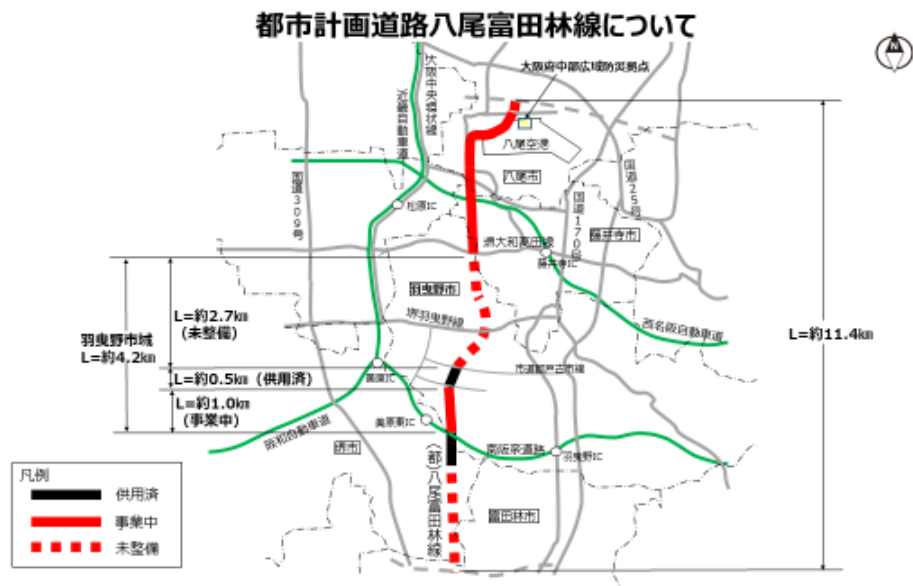 都市計画道路八尾富田林線について
N
大阪府中部広域防災拠点
大阪中央環状線
近畿自動車道
八尾空港
八尾市
国道25号
国道170号
国道309号
松原IC
藤井寺市
堺大和高田線
藤井寺IC
羽曳野市
堺羽曳野線
西名阪自動車道
羽曳野市域
L=約4.2㎞
L=約2.7㎞
(未整備)
L=約0.5㎞(供用済)
L=約1.0㎞
(事業中)
L=約11.4㎞
美原IC
美原東IC
阪和自動車道
南阪奈道路
羽曳野IC
堺市
(都)八尾富田林線
富田林市
凡例
供用済
事業中
未整備